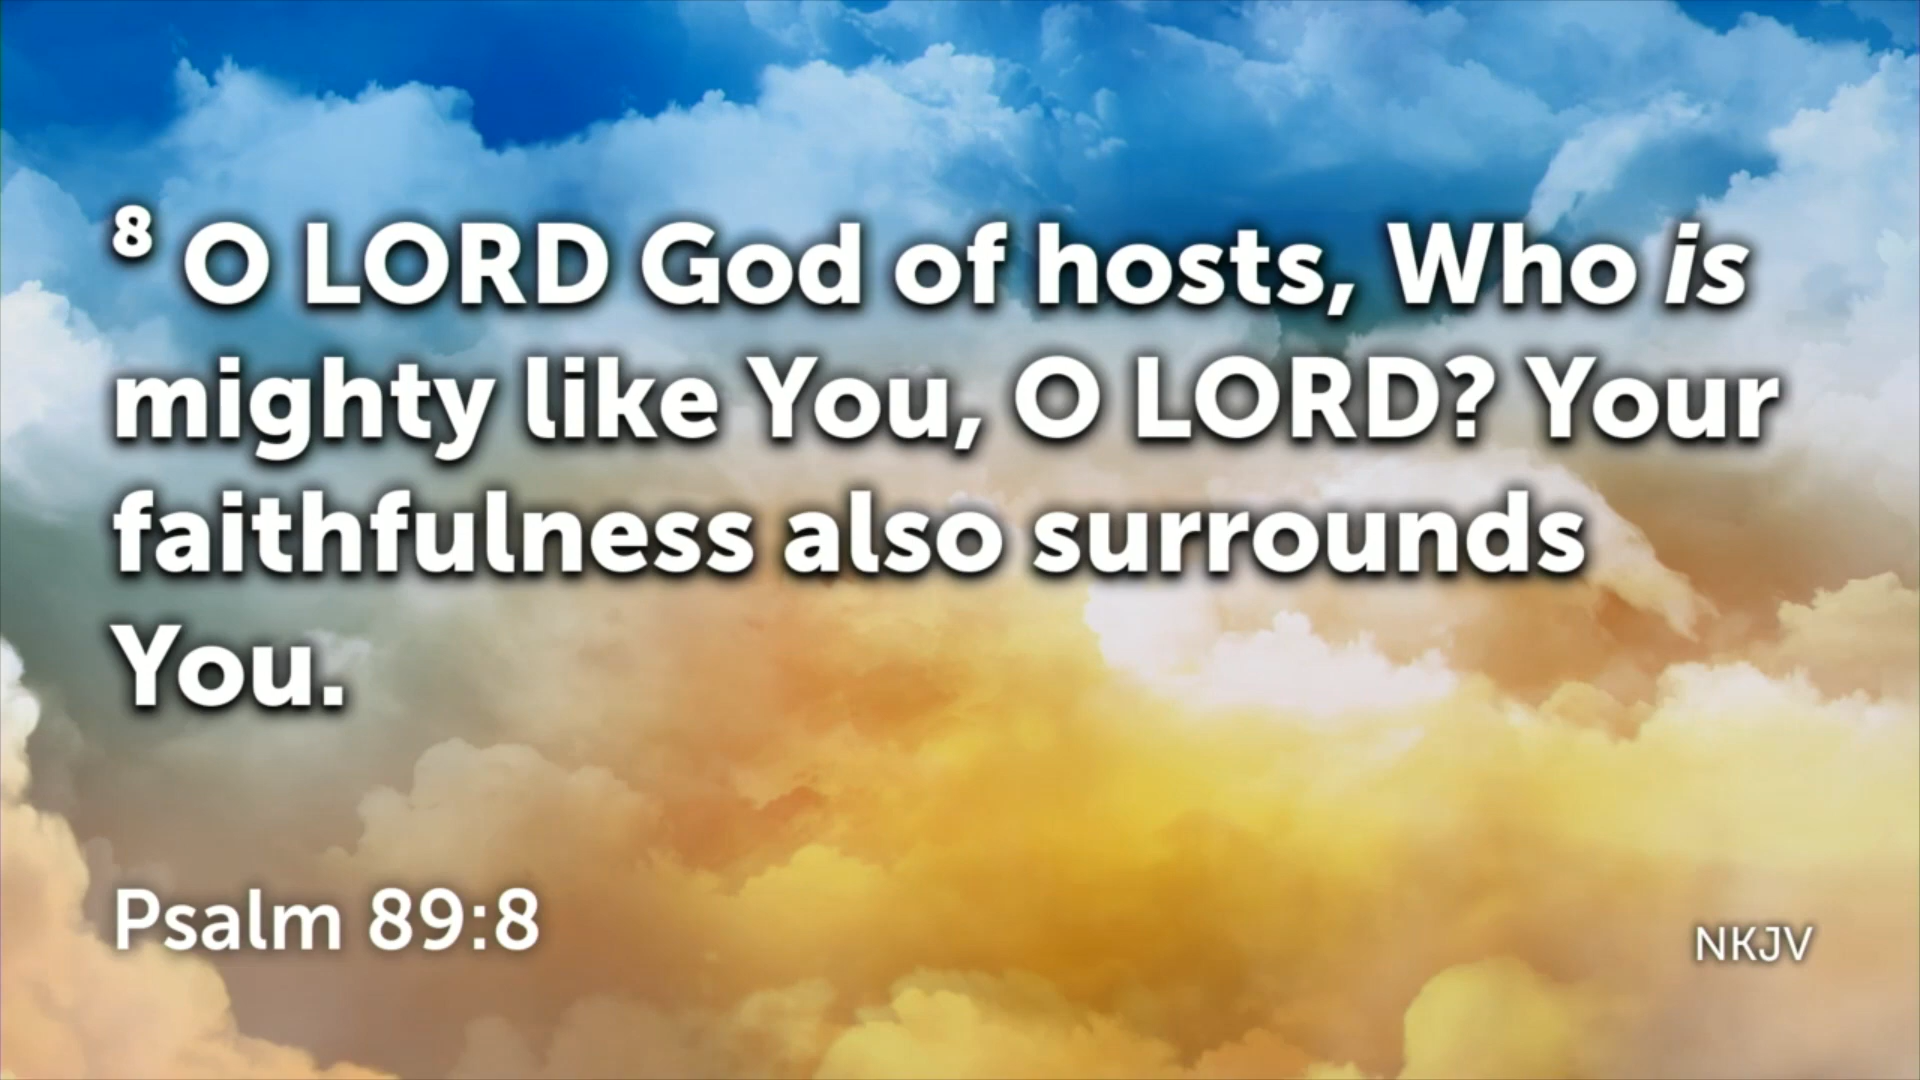 8 O LORD God of hosts, Who is
mighty like You, O LORD? Your
faithfulness also surrounds
You.
Psalm 89:8
NKJV